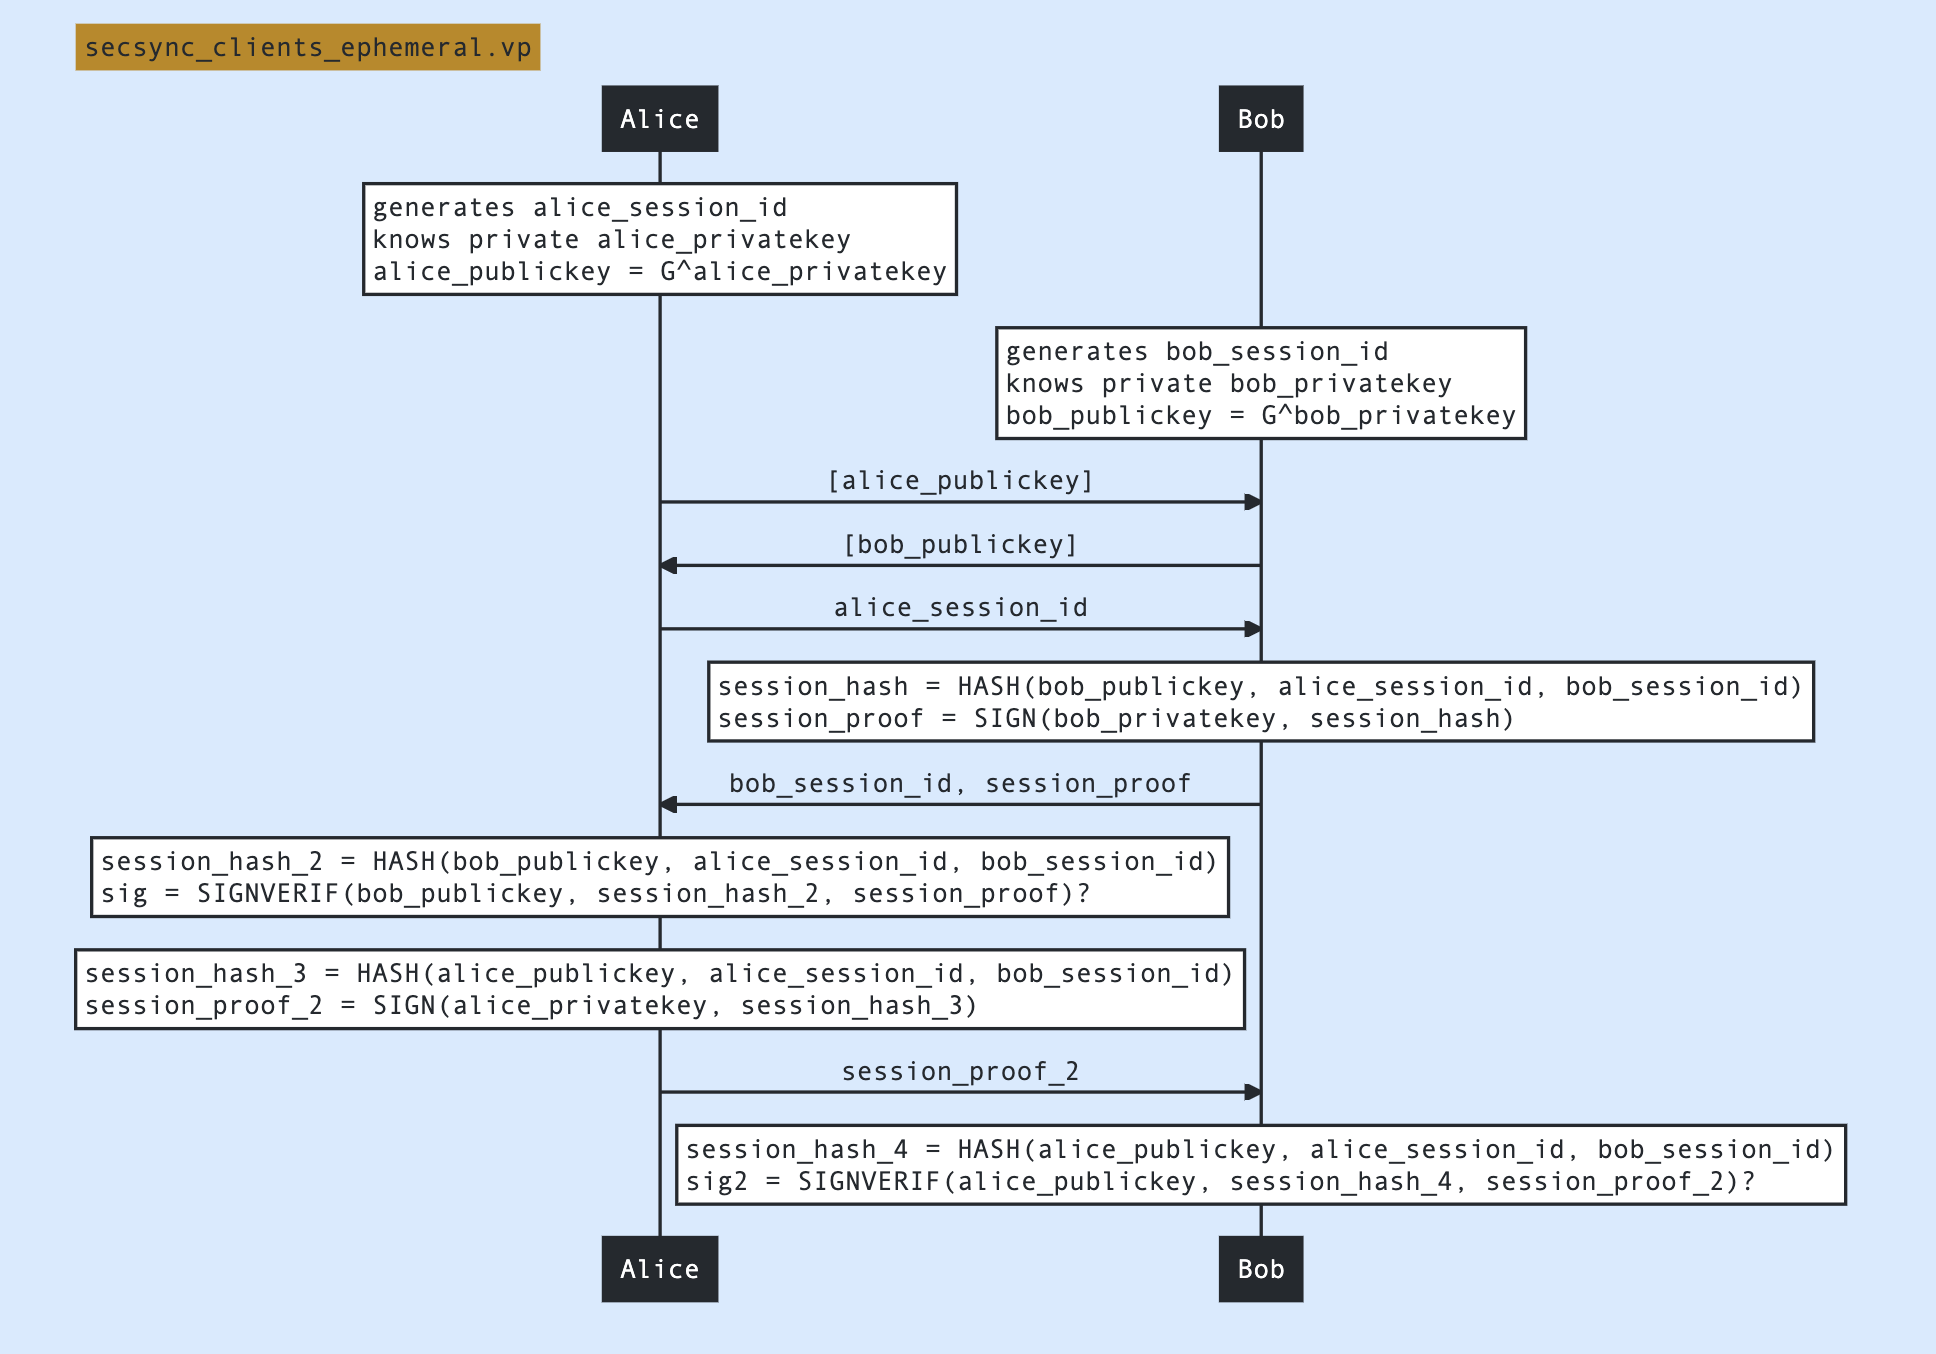 secsync_clients_ephemeral.vp
Alice
Bob
generates alice_session_id
knows private alice_privatekey
alice_publickey = G^alice_privatekey
generates bob_session_id
knows private bob_privatekey
bob_publickey = G^bob_privatekey
[alice_publickey]
[bob_publickey]
alice_session_id
session_hash = HASH(bob_publickey, alice_session_id, bob_session_id)
session_proof = SIGN(bob_privatekey, session_hash)
bob_session_id, session_proof
session_hash_2 = HASH(bob_publickey, alice_session_id, bob_session_id)
sig = SIGNVERIF(bob_publickey, session_hash_2, session_proof)?
session_hash_3 = HASH(alice_publickey, alice_session_id, bob_session_id)
session_proof_2 = SIGN(alice_privatekey, session_hash_3)
session_proof_2
session_hash_4 = HASH(alice_publickey, alice_session_id, bob_session_id)
sig2 = SIGNVERIF(alice_publickey, session_hash_4, session_proof_2)?
Alice
Bob